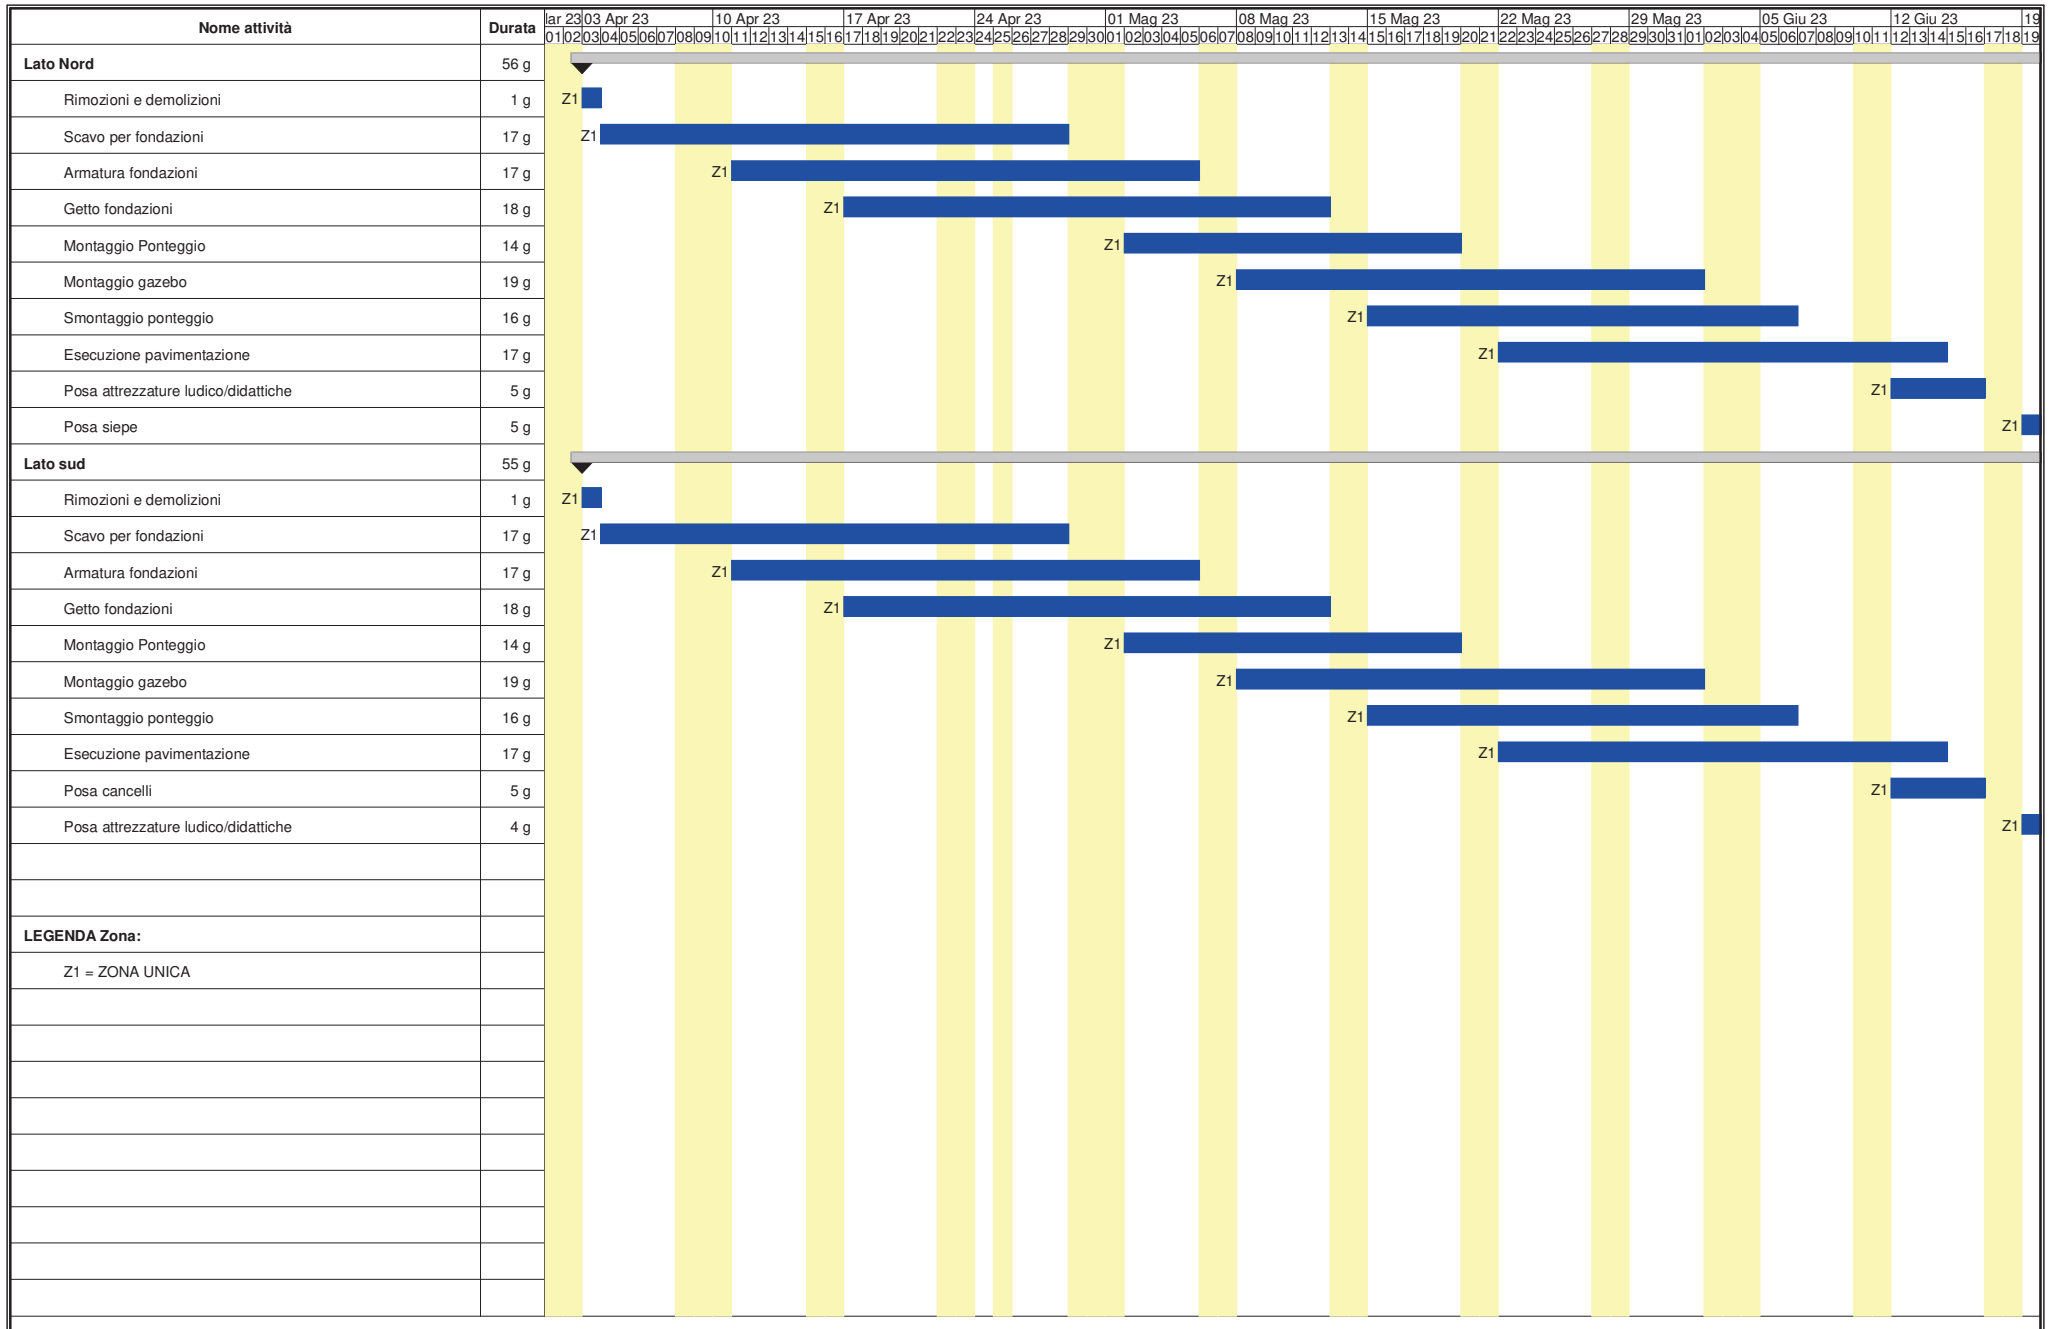 Nome attività Durata lar 23 03 Apr 23 10 Apr 23 17 Apr 23 24 Apr 23 01 Mag 23 08 Mag 23 15 Mag 23 22 Mag 23 29 Mag 23 05 Giu 23 12 Giu 23 19
01 02 03 04 05 06 07 08 09 10 11 12 13 14 15 16 17 18 19 20 21 22 23 24 25 26 27 28 29 30 01 02 03 04 05 06 07 08 09 10 11 12 13 14 15 16 17 18 19 20 21 22 23 24 25 26 27 28 29 30 31 01 02 03 04 05 06 07 08 09 10 11 12 13 14 15 16 17 18 19
Lato Nord 56 g
Rimozioni e demolizioni 1 g Z1
Scavo per fondazioni 17 g Z1
Armatura fondazioni 17 g Z1
Getto fondazioni 18 g Z1
Montaggio Ponteggio 14 g Z1
Montaggio gazebo 19 g Z1
Smontaggio ponteggio 16 g Z1
Esecuzione pavimentazione 17 g Z1
Posa attrezzature ludico/didattiche 5 g Z1
Posa siepe 5 g Z1
Lato sud 55 g
Rimozioni e demolizioni 1 g Z1
Scavo per fondazioni 17 g Z1
Armatura fondazioni 17 g Z1
Getto fondazioni 18 g Z1
Montaggio Ponteggio 14 g Z1
Montaggio gazebo 19 g Z1
Smontaggio ponteggio 16 g Z1
Esecuzione pavimentazione 17 g Z1
Posa cancelli 5 g Z1
Posa attrezzature ludico/didattiche 4 g Z1
LEGENDA Zona:
Z1 = ZONA UNICA